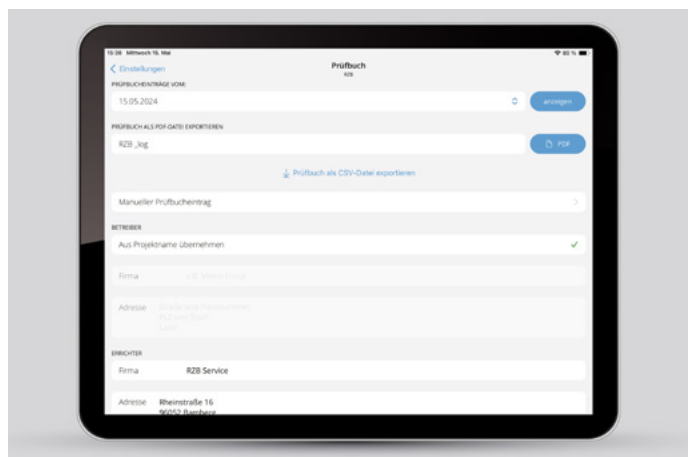 15:38 Mittwoch 15. Mai
80 %
Einstellungen
Prüfbuch
RZB
PRÜFBUCHEINTRÄGE VOM:
15.05.2024
anzeigen
PRÜFBUCH ALS PDF-DATEI EXPORTIEREN
RZB_log
PDF
Prüfbuch als CSV-Datei exportieren
Manueller Prüfbucheintrag
BETREIBER
Aus Projektname übernehmen
Firma
Adresse
ERRICHTER
Firma RZB Service
Adresse Rheinstraße 16
96052 Bamberg